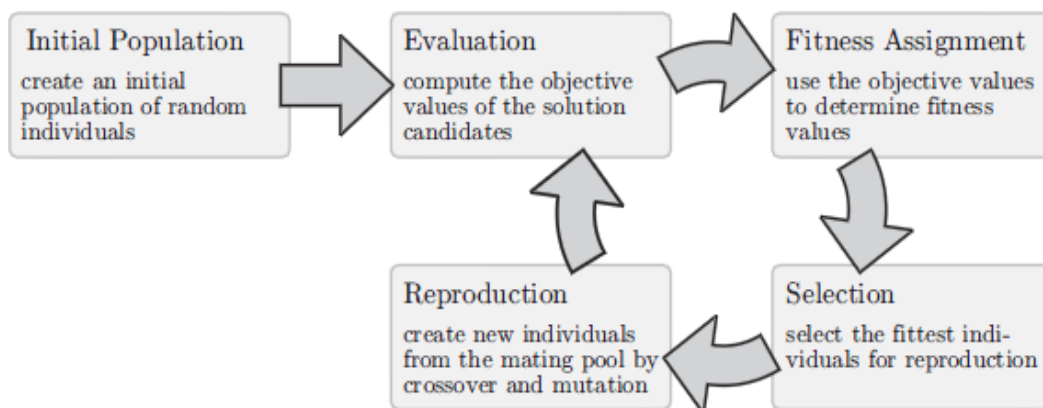 Initial Population
create an initial
population of random
individuals
Evaluation
compute the objective
values of the solution
candidates
Fitness Assignment
use the objective values
to determine fitness
values
Reproduction
create new individuals
from the mating pool by
crossover and mutation
Selection
select the fittest indi-
viduals for reproduction